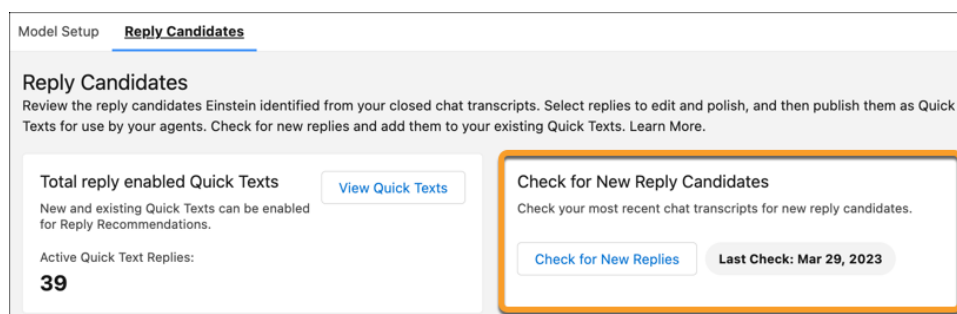 Model Setup Reply Candidates
Reply Candidates
Review the reply candidates Einstein identified from your closed chat transcripts. Select replies to edit and polish, and then publish them as Quick
Texts for use by your agents. Check for new replies and add them to your existing Quick Texts. Learn More.
Total reply enabled Quick Texts
View Quick Texts
New and existing Quick Texts can be enabled
for Reply Recommendations.
Active Quick Text Replies:
39
Check for New Reply Candidates
Check your most recent chat transcripts for new reply candidates.
Check for New Replies
Last Check: Mar 29, 2023